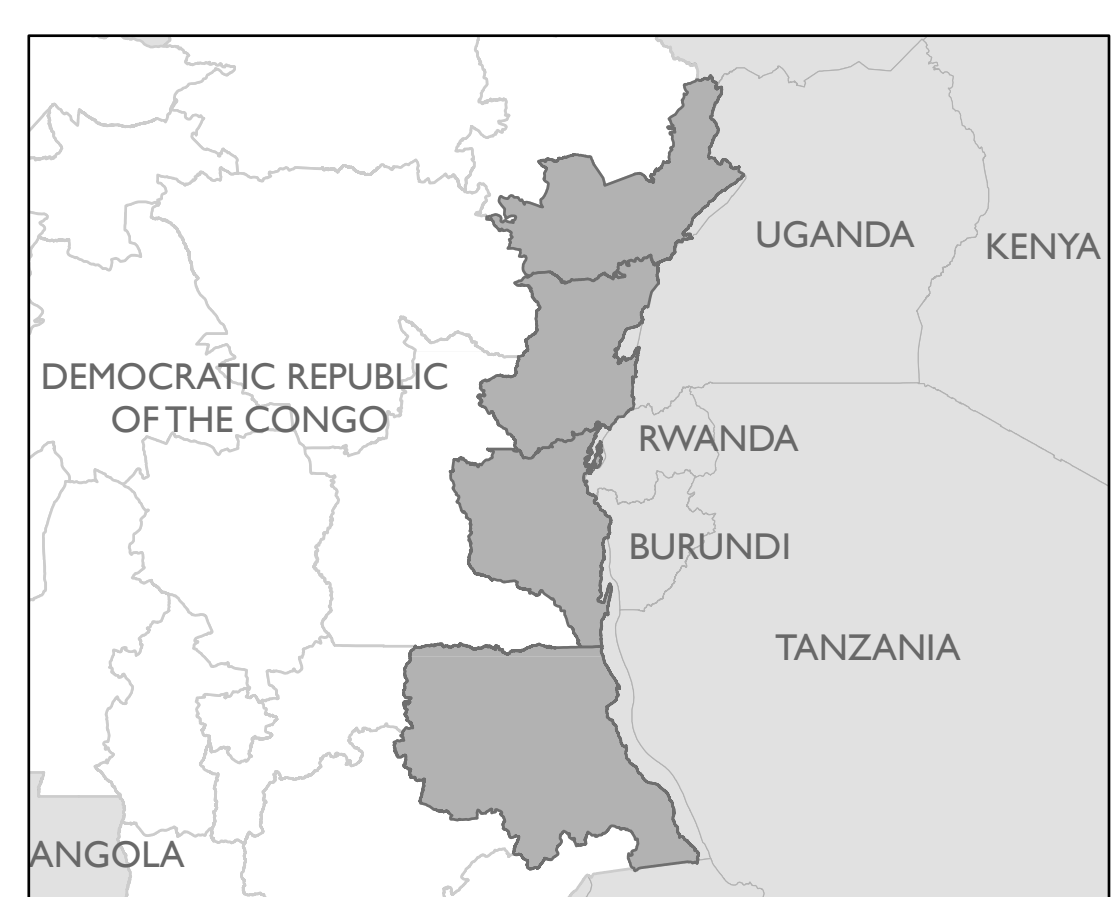 UGANDA
KENYA
DEMOCRATIC REPUBLIC
OF THE CONGO
RWANDA
BURUNDI
TANZANIA
ANGOLA